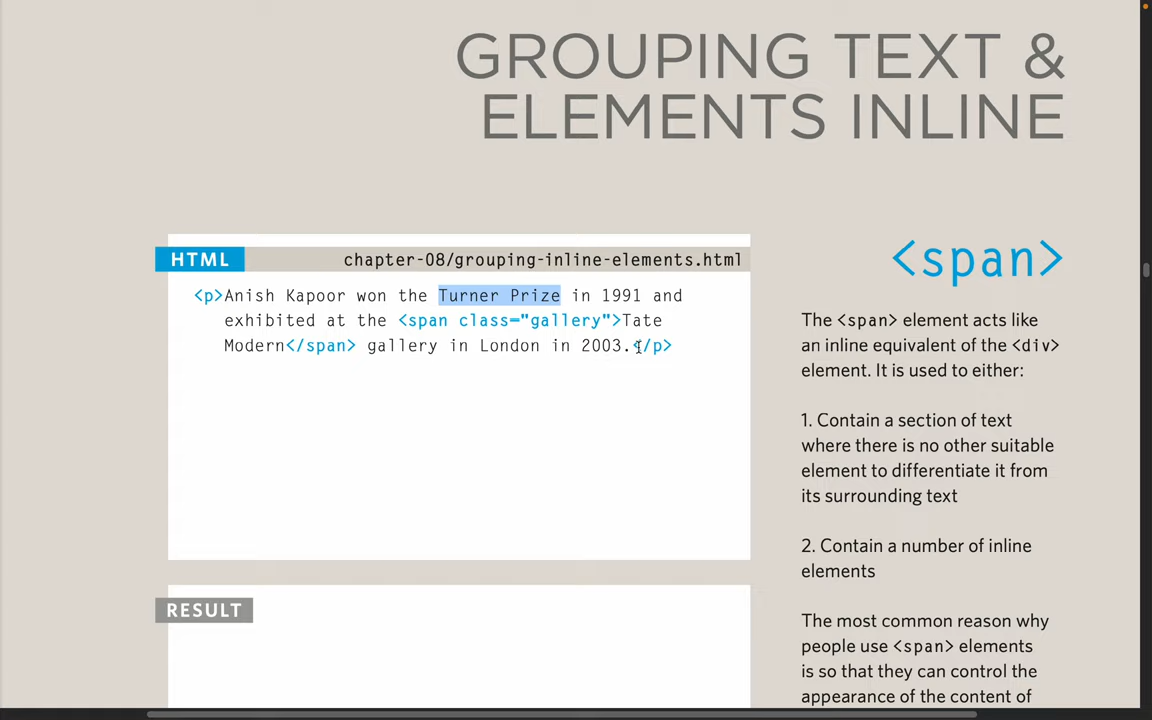 GROUPING TEXT &
ELEMENTS INLINE
HTML
chapter-08/grouping-inline-elements.html
<p>Anish Kapoor won the Turner Prize in 1991 and
exhibited at the <span class="gallery">Tate
Modern</span> gallery in London in 2003.</p>
RESULT
<span>
The <span> element acts like
an inline equivalent of the <div>
element. It is used to either:
1. Contain a section of text
where there is no other suitable
element to differentiate it from
its surrounding text
2. Contain a number of inline
elements
The most common reason why
people use <span> elements
is so that they can control the
appearance of the content of